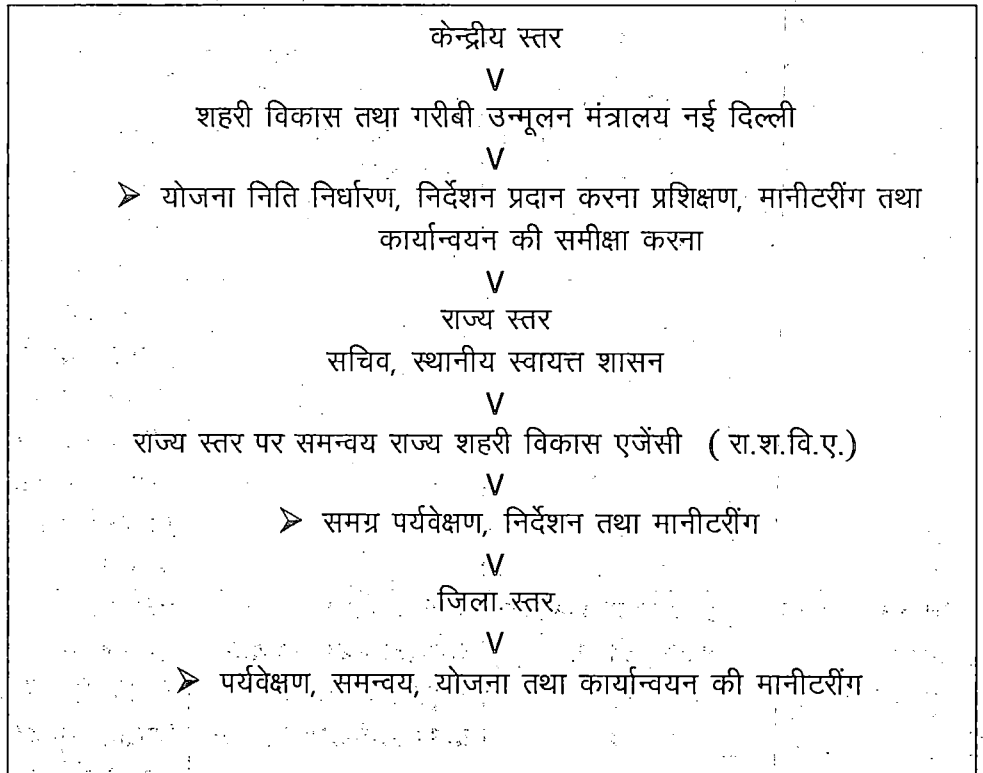 केन्द्रीय स्तर
V
शहरी विकास तथा गरीबी उन्मूलन मंत्रालय नई दिल्ली
V
➢ योजना निति निर्धारण, निर्देशन प्रदान करना प्रशिक्षण, मानीटरींग तथा
कार्यान्वयन की समीक्षा करना
V
राज्य स्तर
सचिव, स्थानीय स्वायत्त शासन
V
राज्य स्तर पर समन्वय राज्य शहरी विकास एजेंसी ( रा.श.वि.ए.)
V
➢ समग्र पर्यवेक्षण, निर्देशन तथा मानीटरींग
V
जिला स्तर
V
➢ पर्यवेक्षण, समन्वय, योजना तथा कार्यान्वयन की मानीटरींग